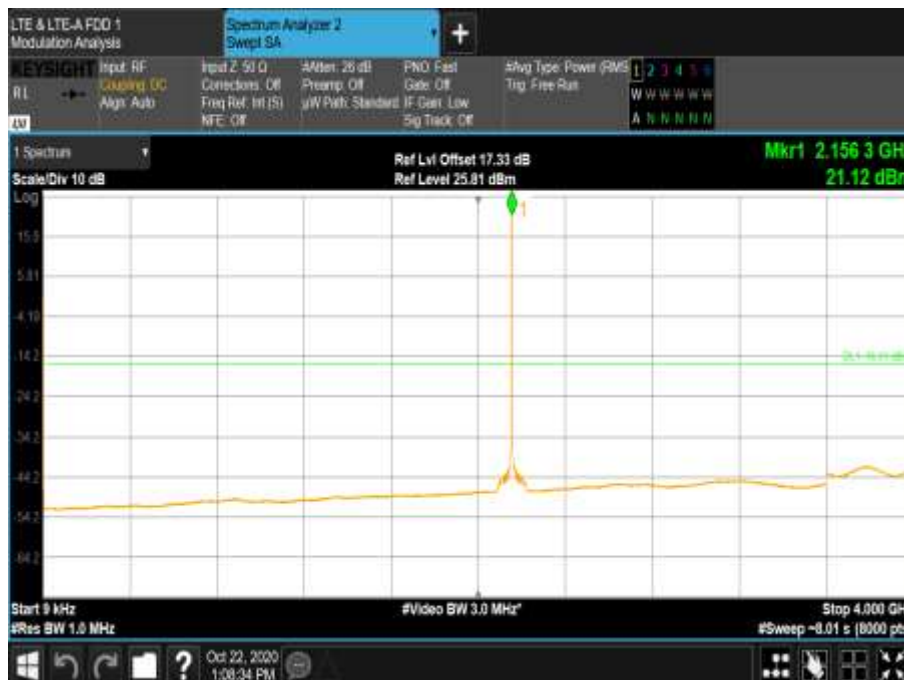 LTE & LTE-A FDD 1
Modulation Analysis
Spectrum Analyzer 2
Swept SA
KEYSIGHT
Input: RF
Coupling: DC
Align: Auto
Input Z: 50 Ω
Corrections: Off
Freq Ref: Int (S)
NFE: Off
#Atten: 26 dB
Preamp: Off
µW Path: Standard
PNO: Fast
Gate: Off
IF Gain: Low
Sig Track: Off
#Avg Type: Power (RMS
Trig: Free Run
1 2 3 4 5 6
W W W W W W
A N N N N N
1 Spectrum
Scale/Div 10 dB
Ref Lvl Offset 17.33 dB
Ref Level 25.81 dBm
Mkr1 2.156 3 GH
21.12 dBr
Log
1
15.8
5.81
-4.19
-14.2
-24.2
-34.2
-44.2
-54.2
-64.2
Start 9 kHz
#Res BW 1.0 MHz
#Video BW 3.0 MHz*
Stop 4.000 GH
#Sweep ~8.01 s (8000 pt
?
Oct 22, 2020
1:08:34 PM